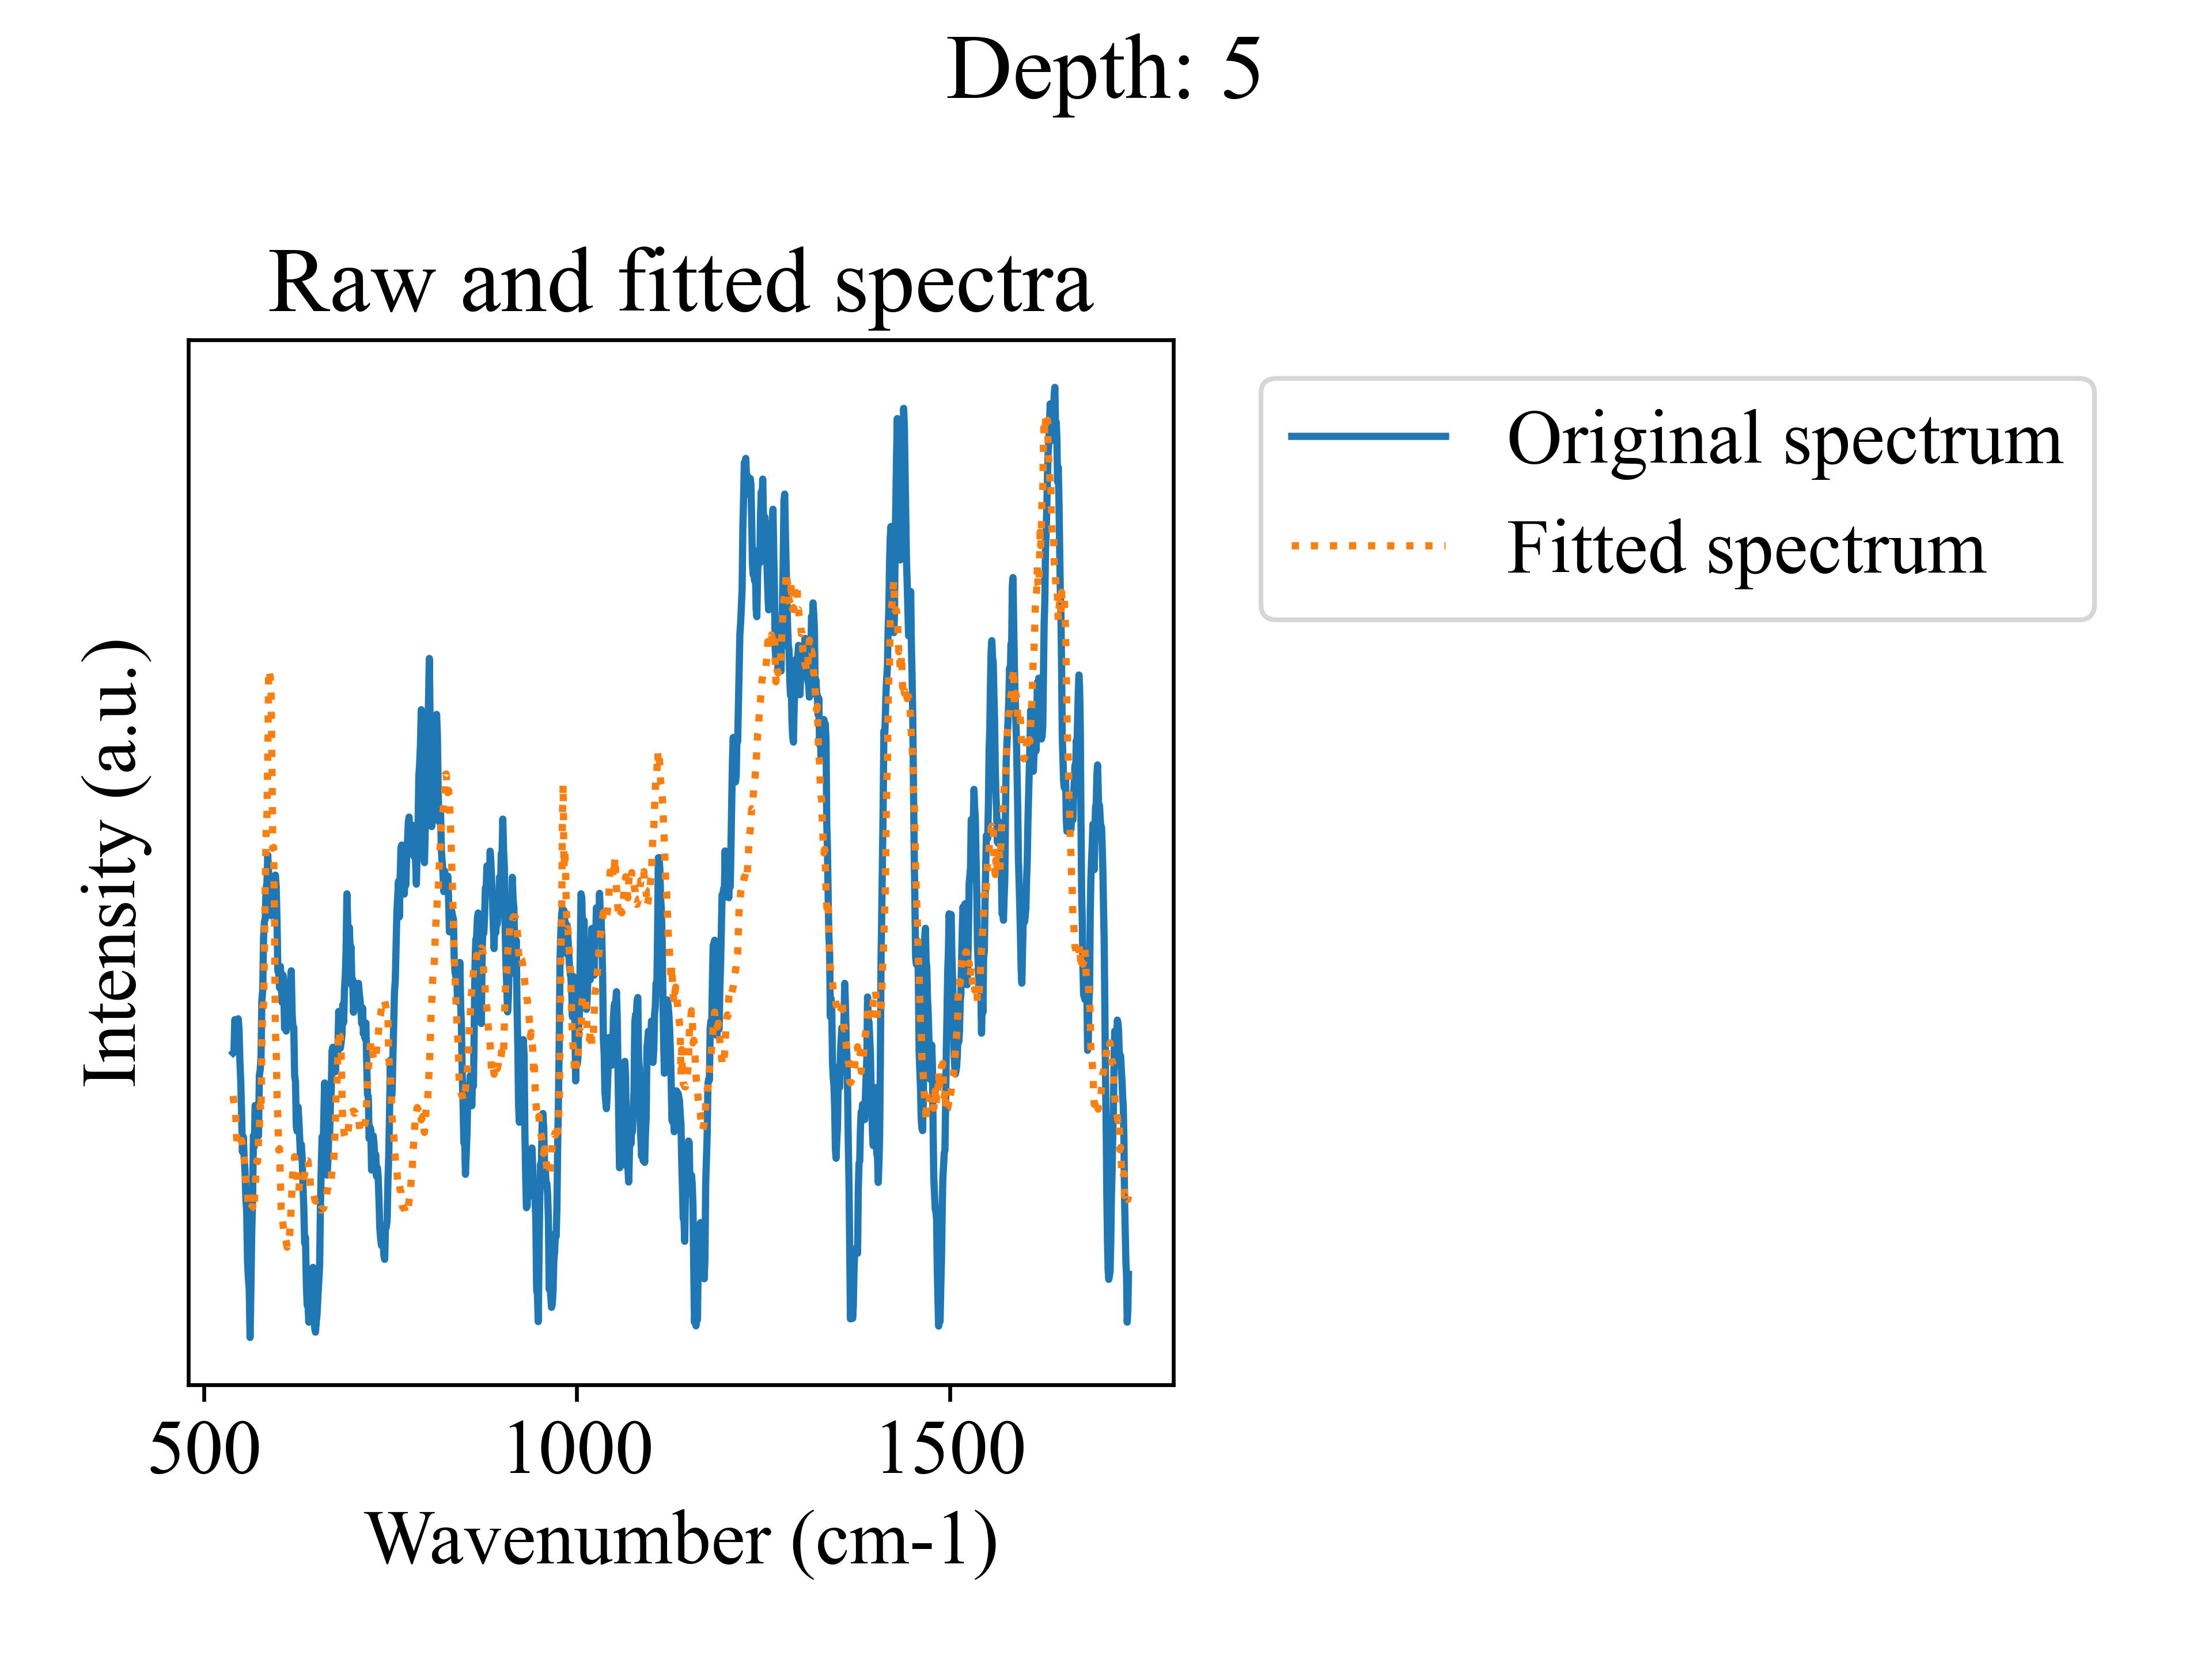 Depth: 5
Raw and fitted spectra
Original spectrum
Fitted spectrum
Intensity (a.u.)
500 1000 1500
Wavenumber (cm-1)